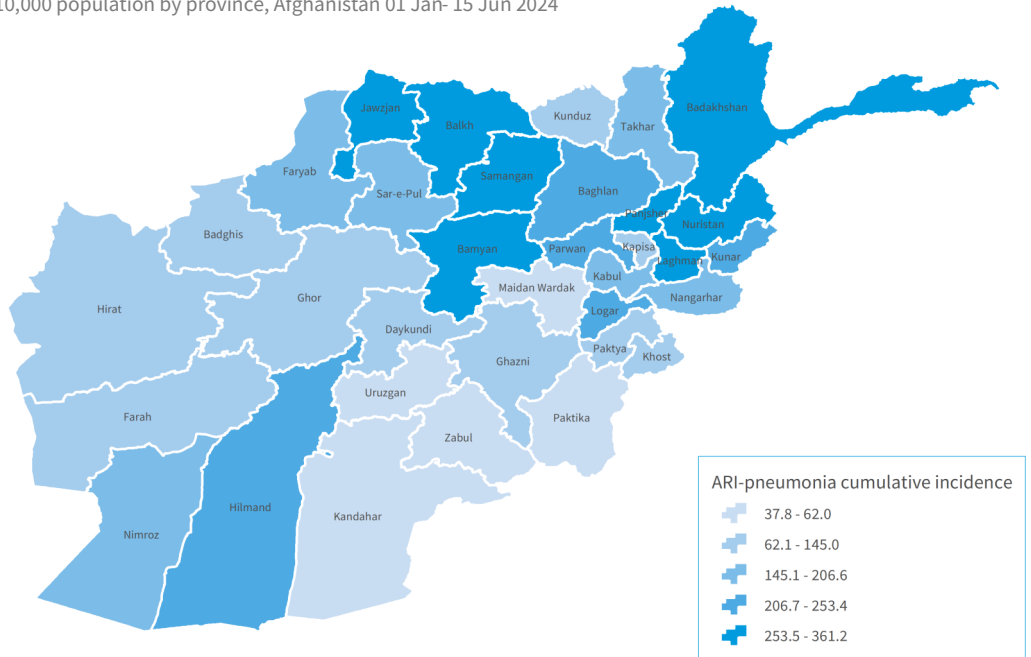 10,000 population by province, Afghanistan 01 Jan- 15 Jun 2024
Badakhshan
Jawzjan
Balkh
Kunduz
Takhar
Faryab
Samangan
Sar-e-Pul
Baghlan
Panjsher
Nuristan
Badghis
Bamyan
Parwan
Kapisa
Laghman
Kunar
Kabul
Maidan Wardak
Hirat
Ghor
Nangarhar
Logar
Daykundi
Paktya
Khost
Ghazni
Uruzgan
Farah
Paktika
Zabul
Hilmand
Kandahar
Nimroz
ARI-pneumonia cumulative incidence
37.8 - 62.0
62.1 - 145.0
145.1 - 206.6
206.7 - 253.4
253.5 - 361.2